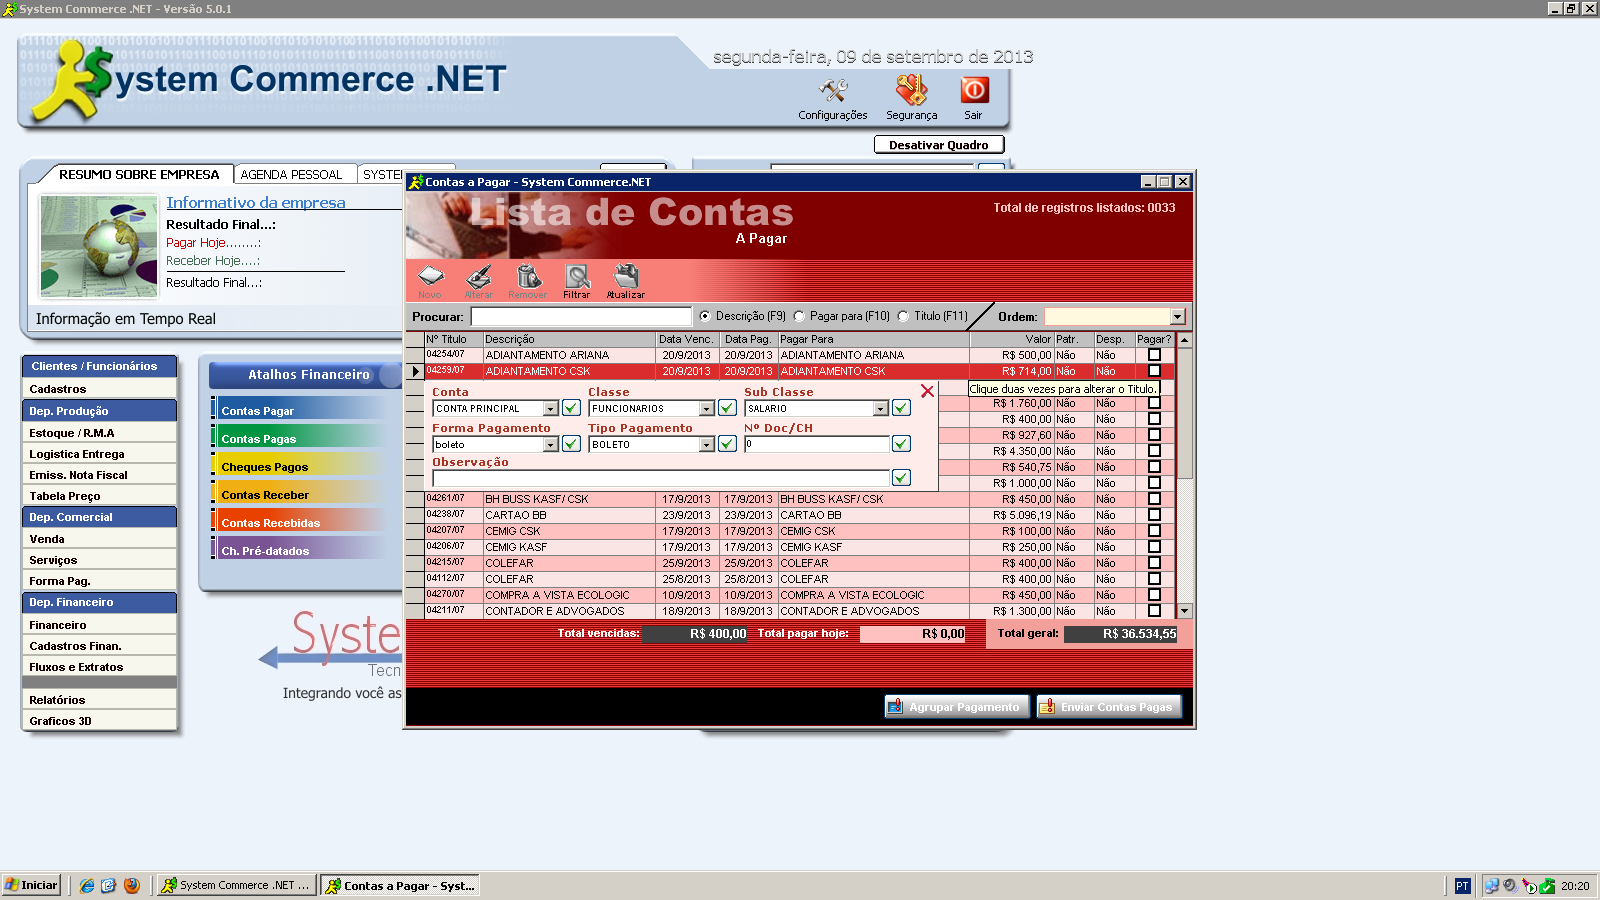 System Commerce .NET - Versão 5.0.1
$ystem Commerce .NET
segunda-feira, 09 de setembro de 2013
Configurações
Segurança
Sair
Desativar Quadro
RESUMO SOBRE EMPRESA
AGENDA PESSOAL
SYSTE
Informativo da empresa
Resultado Final...:
Pagar Hoje........:
Receber Hoje....:
Resultado Final...:
Informação em Tempo Real
Clientes / Funcionários
Cadastros
Dep. Produção
Estoque / R.M.A
Logistica Entrega
Emiss. Nota Fiscal
Tabela Preço
Dep. Comercial
Venda
Serviços
Forma Pag.
Dep. Financeiro
Financeiro
Cadastros Finan.
Fluxos e Extratos
Relatórios
Graficos 3D
Atalhos Financeiro
Contas Pagar
Contas Pagas
Cheques Pagos
Contas Receber
Contas Recebidas
Ch. Pré-datados
Syste
Tecn
Integrando você as
Contas a Pagar - System Commerce.NET
Lista de Contas
A Pagar
Total de registros listados: 0033
Novo
Alterar
Remover
Filtrar
Atualizar
Procurar:
Descrição (F9)
Pagar para (F10)
Titulo (F11)
Ordem:
Nº Titulo Descrição Data Venc. Data Pag. Pagar Para Valor Patr. Desp. Pagar?
04254/07 ADIANTAMENTO ARIANA 20/9/2013 20/9/2013 ADIANTAMENTO ARIANA R$ 500,00 Não Não
04259/07 ADIANTAMENTO CSK 20/9/2013 20/9/2013 ADIANTAMENTO CSK R$ 714,00 Não Não
Clique duas vezes para alterar o Titulo.
Conta
Classe
Sub Classe
CONTA PRINCIPAL
FUNCIONARIOS
SALARIO
Forma Pagamento
Tipo Pagamento
Nº Doc/CH
boleto
BOLETO
0
Observação
R$ 1.760,00 Não Não
R$ 400,00 Não Não
R$ 927,60 Não Não
R$ 4.350,00 Não Não
R$ 540,75 Não Não
R$ 1.000,00 Não Não
04261/07 BH BUSS KASF/ CSK 17/9/2013 17/9/2013 BH BUSS KASF/ CSK R$ 450,00 Não Não
04238/07 CARTAO BB 23/9/2013 23/9/2013 CARTAO BB R$ 5.096,19 Não Não
04207/07 CEMIG CSK 17/9/2013 17/9/2013 CEMIG CSK R$ 100,00 Não Não
04206/07 CEMIG KASF 17/9/2013 17/9/2013 CEMIG KASF R$ 250,00 Não Não
04215/07 COLEFAR 25/9/2013 25/9/2013 COLEFAR R$ 400,00 Não Não
04112/07 COLEFAR 25/8/2013 25/8/2013 COLEFAR R$ 400,00 Não Não
04270/07 COMPRA A VISTA ECOLOGIC 10/9/2013 10/9/2013 COMPRA A VISTA ECOLOGIC R$ 450,00 Não Não
04211/07 CONTADOR E ADVOGADOS 18/9/2013 18/9/2013 CONTADOR E ADVOGADOS R$ 1.300,00 Não Não
Total vencidas: R$ 400,00 Total pagar hoje: R$ 0,00 Total geral: R$ 36.534,55
Agrupar Pagamento
Enviar Contas Pagas
Iniciar
System Commerce .NET ...
Contas a Pagar - Syst...
PT
20:20